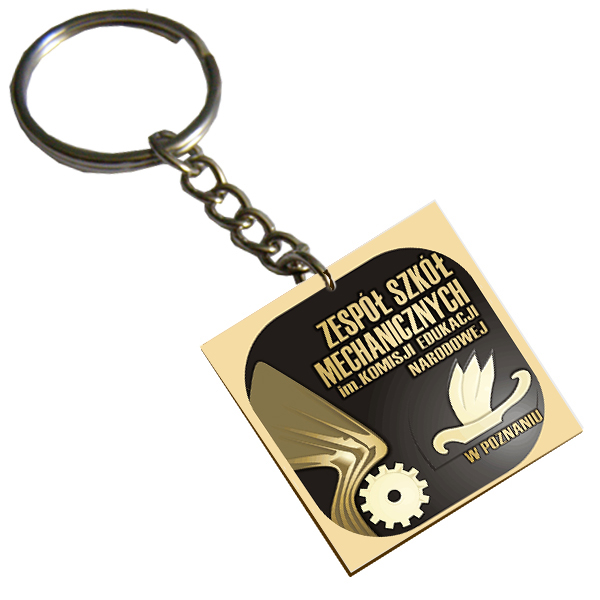 ZESPÓŁ SZKÓŁ
MECHANICZNYCH
im.KOMISJI EDUKACJI
NARODOWEJ
W POZNANIU